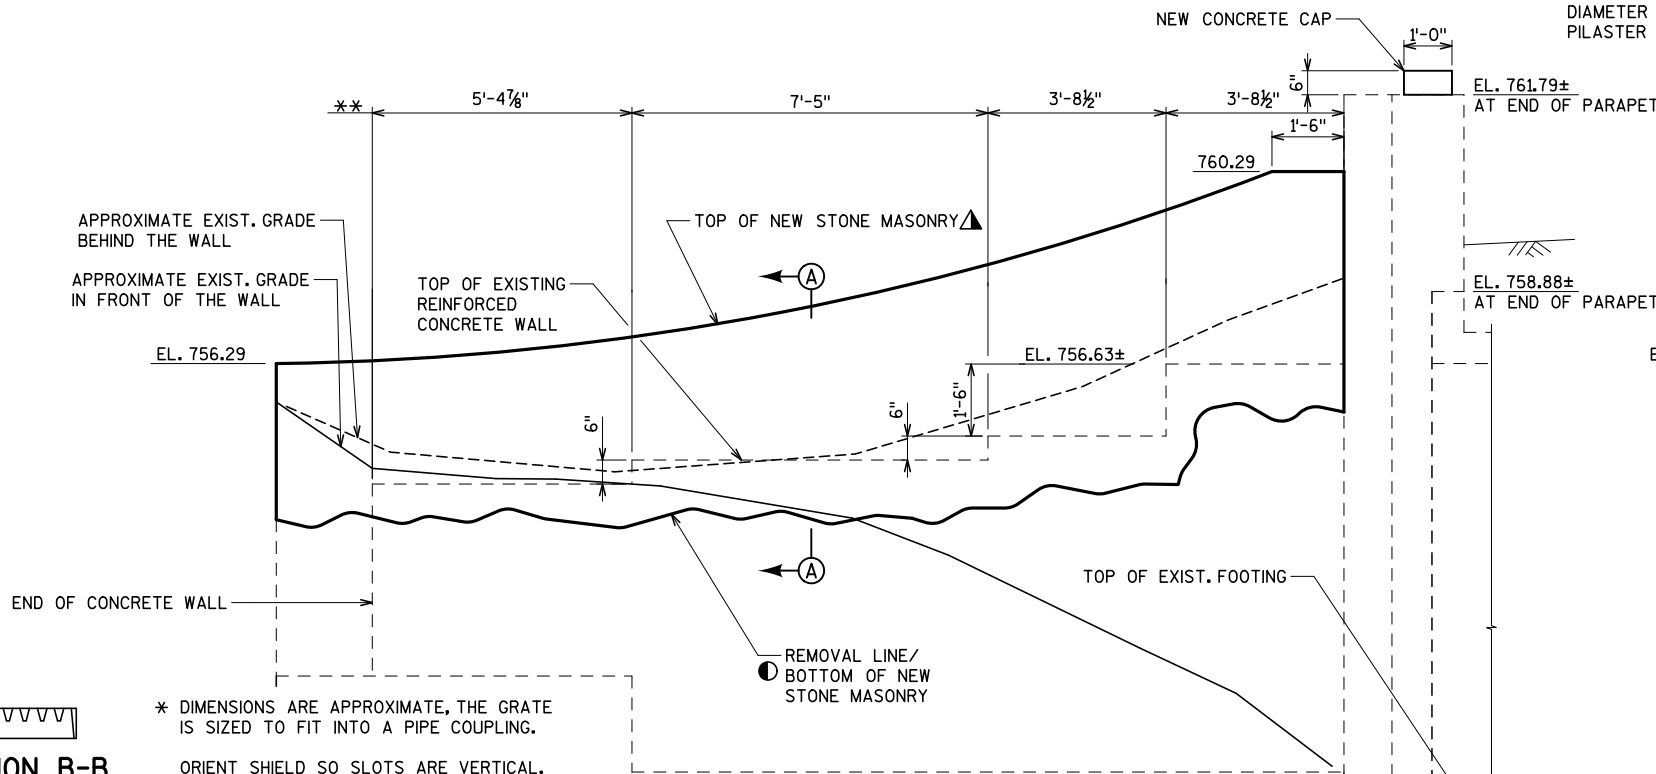 NEW CONCRETE CAP
DIAMETER
PILASTER
1'-0"
6"
EL. 761.79±
AT END OF PARAPET
**
5'-4⅞"
7'-5"
3'-8½"
3'-8½"
1'-6"
760.29
APPROXIMATE EXIST. GRADE
BEHIND THE WALL
TOP OF NEW STONE MASONRY
APPROXIMATE EXIST. GRADE
IN FRONT OF THE WALL
TOP OF EXISTING
REINFORCED
CONCRETE WALL
A
EL. 758.88±
AT END OF PARAPET
EL. 756.29
EL. 756.63±
6"
6"
1'-6"
A
TOP OF EXIST. FOOTING
END OF CONCRETE WALL
REMOVAL LINE/
BOTTOM OF NEW
STONE MASONRY
* DIMENSIONS ARE APPROXIMATE, THE GRATE
IS SIZED TO FIT INTO A PIPE COUPLING.
ORIENT SHIELD SO SLOTS ARE VERTICAL.
ION B-B